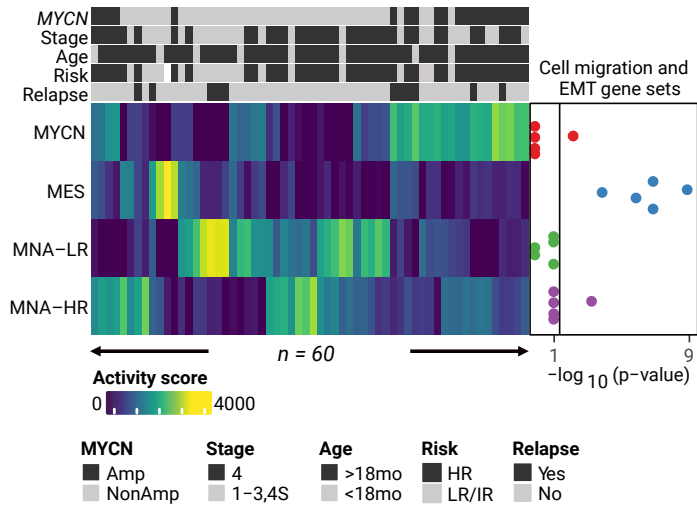 MYCN
Stage
Age
Risk
Relapse
Cell migration and
EMT gene sets
MYCN
MES
MNA−LR
MNA−HR
n = 60
1 9
−log 10 (p−value)
Activity score
0 4000
MYCN Stage Age Risk Relapse
Amp 4 >18mo HR Yes
NonAmp 1−3,4S <18mo LR/IR No